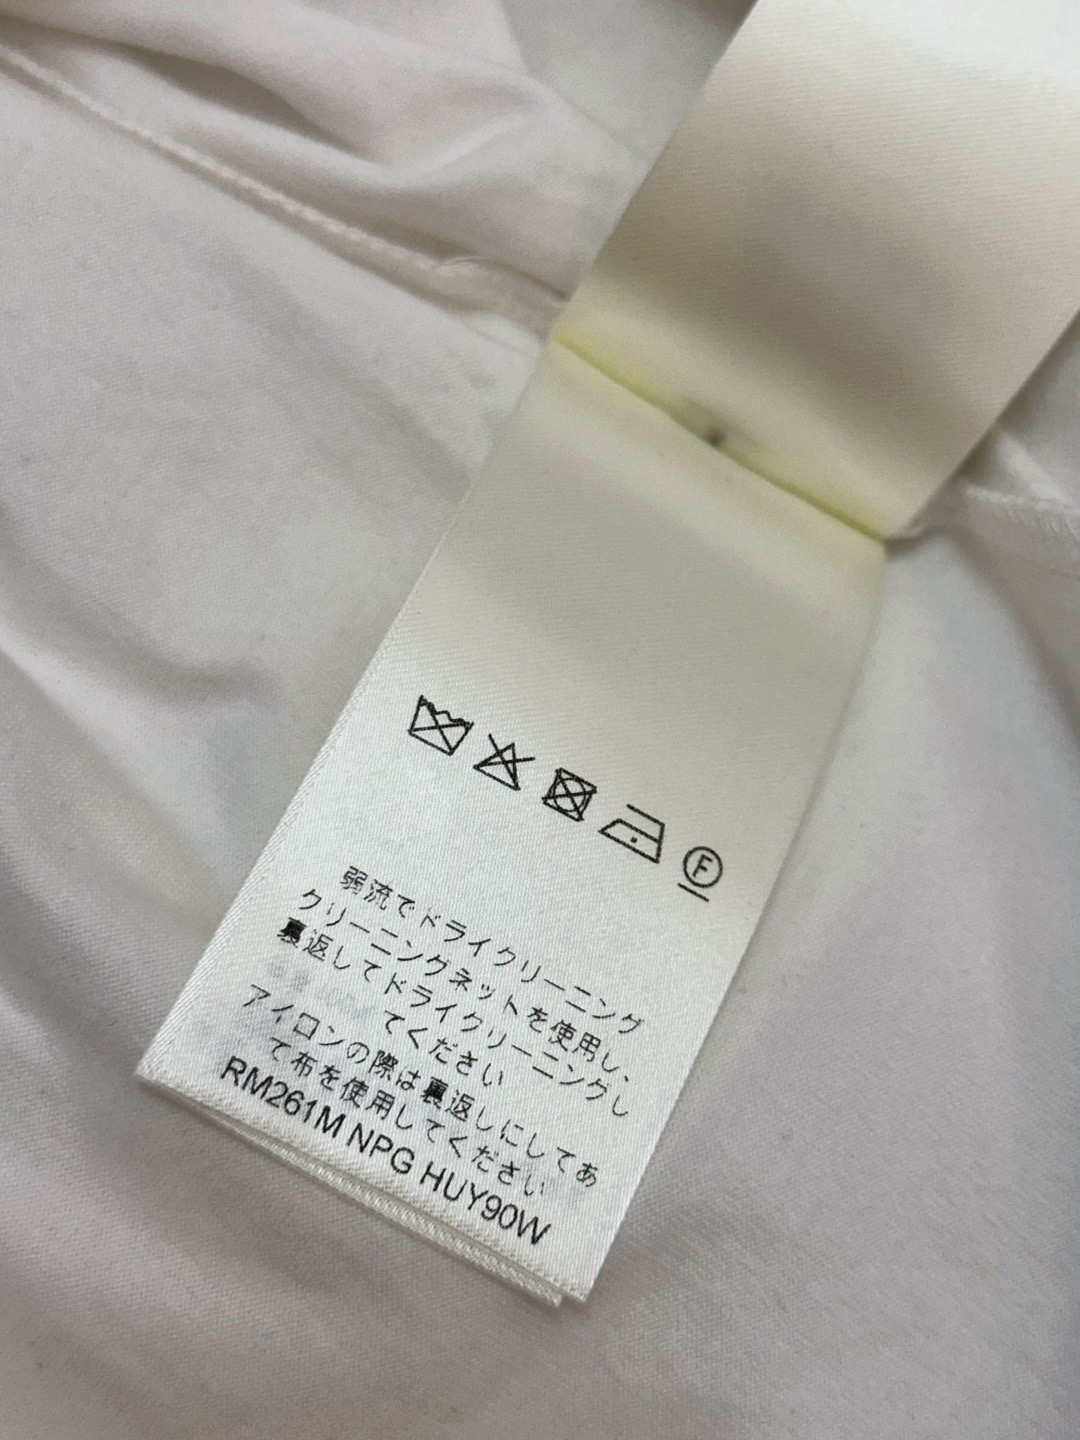 F
弱流でドライクリーニング
クリーニングネットを使用し、
裏返してドライクリーニングし
てください
アイロンの際は裏返しにしてあ
て布を使用してください
RM261M NPG HUY90W